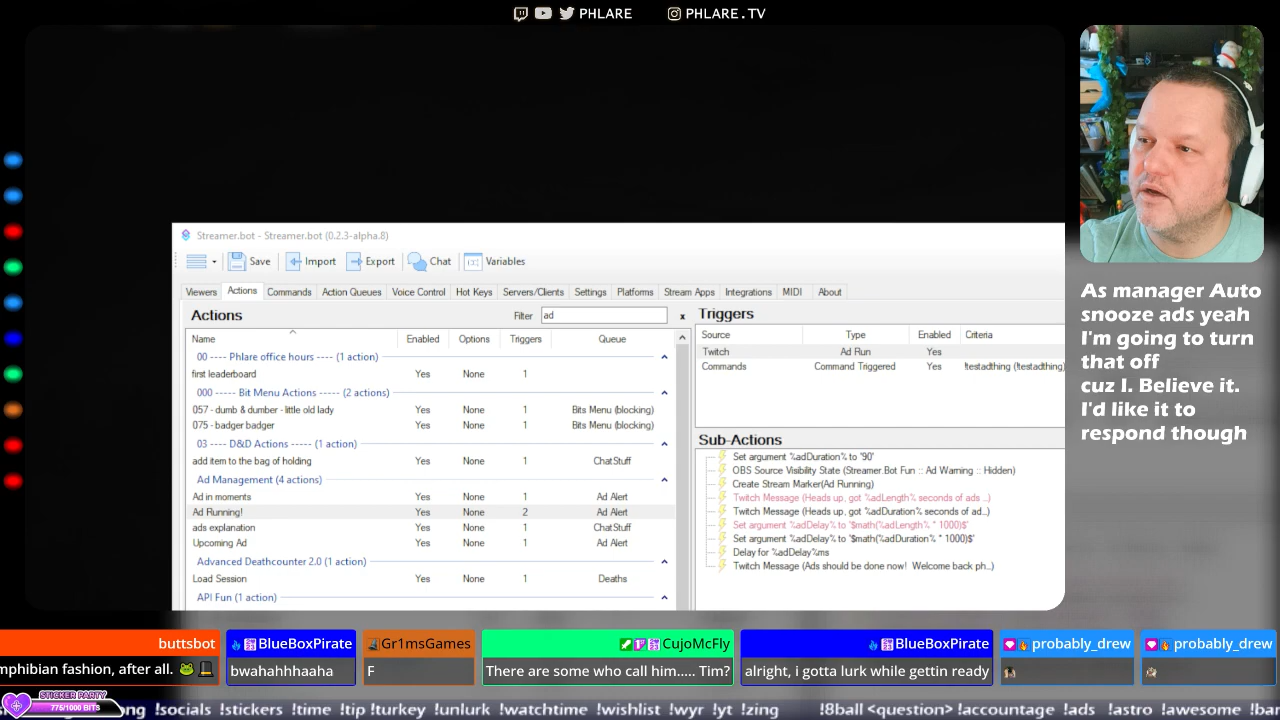 PHLARE PHLARE.TV
Streamer.bot - Streamer.bot (0.2.3-alpha.8)
Save Import Export Chat Variables
Viewers Actions Commands Action Queues Voice Control Hot Keys Servers/Clients Settings Platforms Stream Apps Integrations MIDI About
Actions
Filter ad x
Name Enabled Options Triggers Queue
00 ---- Phlare office hours ---- (1 action)
first leaderboard Yes None 1
000 ----- Bit Menu Actions ----- (2 actions)
057 - dumb & dumber - little old lady Yes None 1 Bits Menu (blocking)
075 - badger badger Yes None 1 Bits Menu (blocking)
03 ---- D&D Actions ----- (1 action)
add item to the bag of holding Yes None 1 ChatStuff
Ad Management (4 actions)
Ad in moments Yes None 1 Ad Alert
Ad Running! Yes None 2 Ad Alert
ads explanation Yes None 1 ChatStuff
Upcoming Ad Yes None 1 Ad Alert
Advanced Deathcounter 2.0 (1 action)
Load Session Yes None 1 Deaths
API Fun (1 action)
Triggers
Source Type Enabled Criteria
Twitch Ad Run Yes
Commands Command Triggered Yes !testadthing (!testadthing)
Sub-Actions
Set argument %adDuration% to '90'
OBS Source Visibility State (Streamer.Bot Fun :: Ad Warning :: Hidden)
Create Stream Marker(Ad Running)
Twitch Message (Heads up, got %adLength% seconds of ads ...)
Twitch Message (Heads up, got %adDuration% seconds of ad...)
Set argument %adDelay% to '$math(%adLength% * 1000)$'
Set argument %adDelay% to '$math(%adDuration% * 1000)$'
Delay for %adDelay%ms
Twitch Message (Ads should be done now! Welcome back ph...)
As manager Auto
snooze ads yeah
I'm going to turn
that off
cuz I. Believe it.
I'd like it to
respond though
buttsbot
mphibian fashion, after all.
BlueBoxPirate
bwahahhhaaha
Gr1msGames
F
CujoMcFly
There are some who call him..... Tim?
BlueBoxPirate
alright, i gotta lurk while gettin ready
probably_drew
probably_drew
STICKER PARTY
775/1000 BITS
ong !socials !stickers !time !tip !turkey !unlurk !watchtime !wishlist !wyr !yt !zing !8ball <question> !accountage !ads !astro !awesome !bar